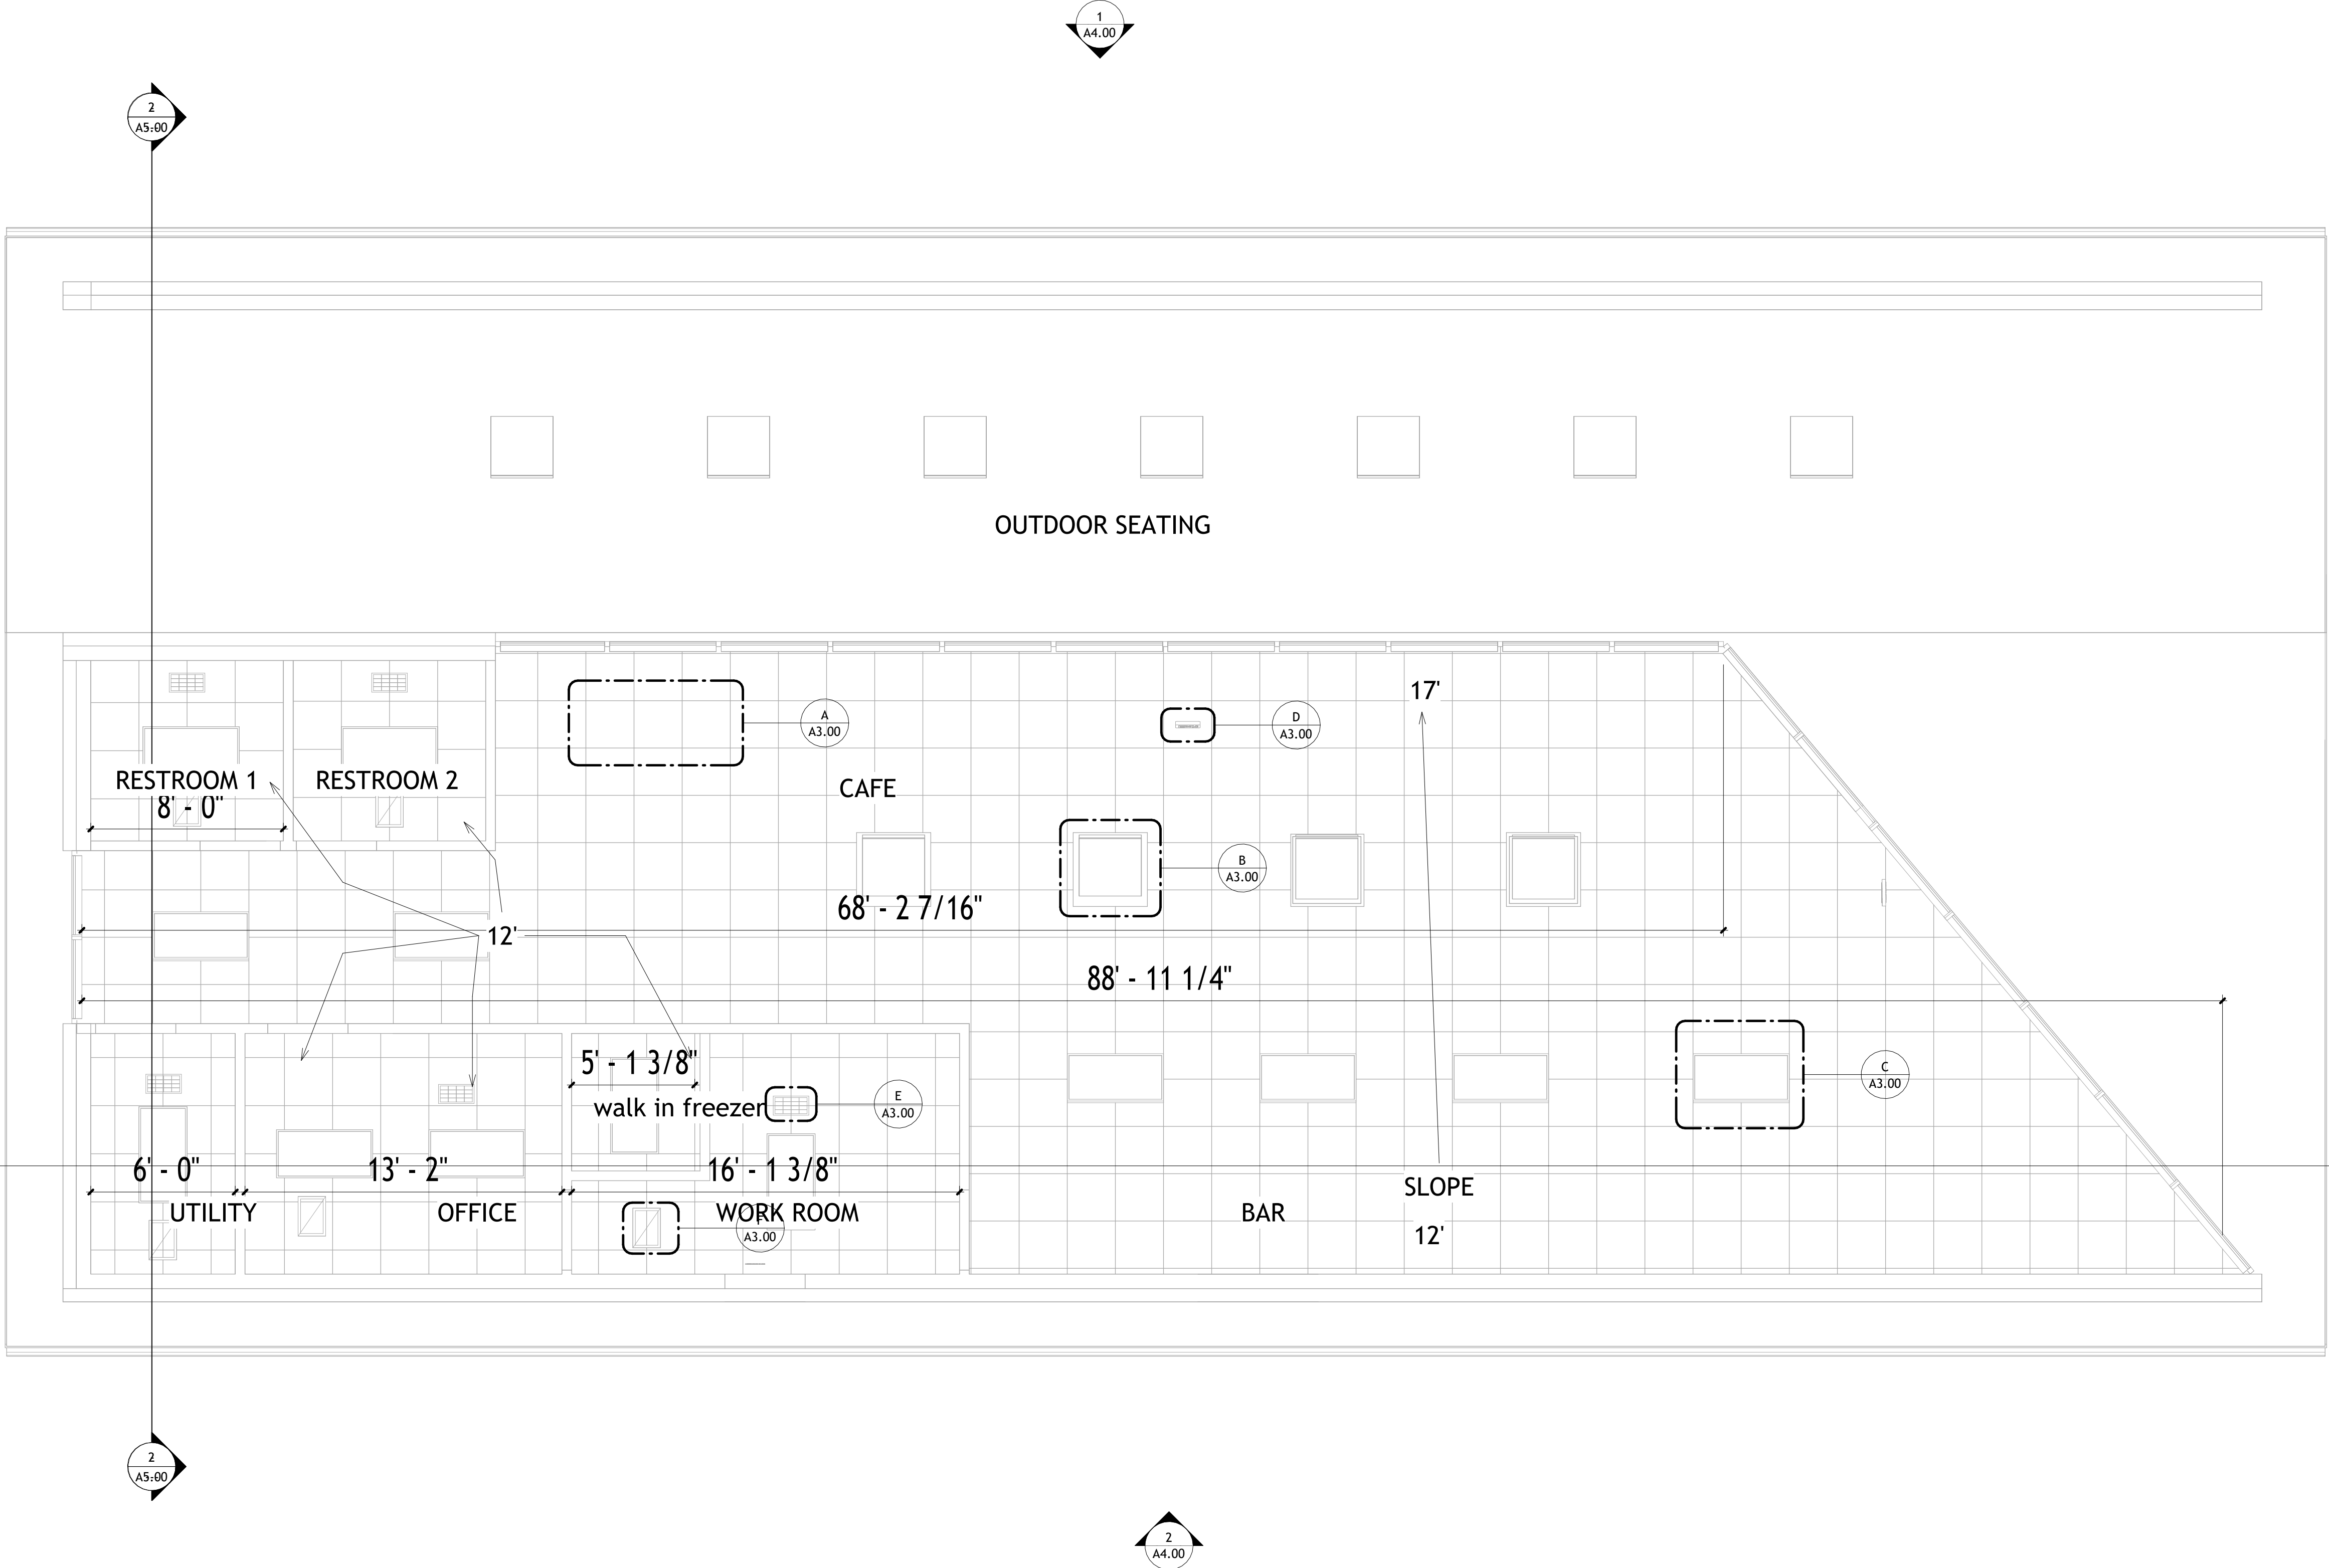 1
A4.00
2
A5.00
OUTDOOR SEATING
17'
A
A3.00
D
A3.00
RESTROOM 1
RESTROOM 2
CAFE
8' - 0"
B
A3.00
68' - 2 7/16"
12'
88' - 11 1/4"
5' - 1 3/8"
C
A3.00
walk in freezer
E
A3.00
6' - 0"
13' - 2"
16' - 1 3/8"
SLOPE
UTILITY
OFFICE
WORK ROOM
BAR
A3.00
12'
2
A5.00
2
A4.00